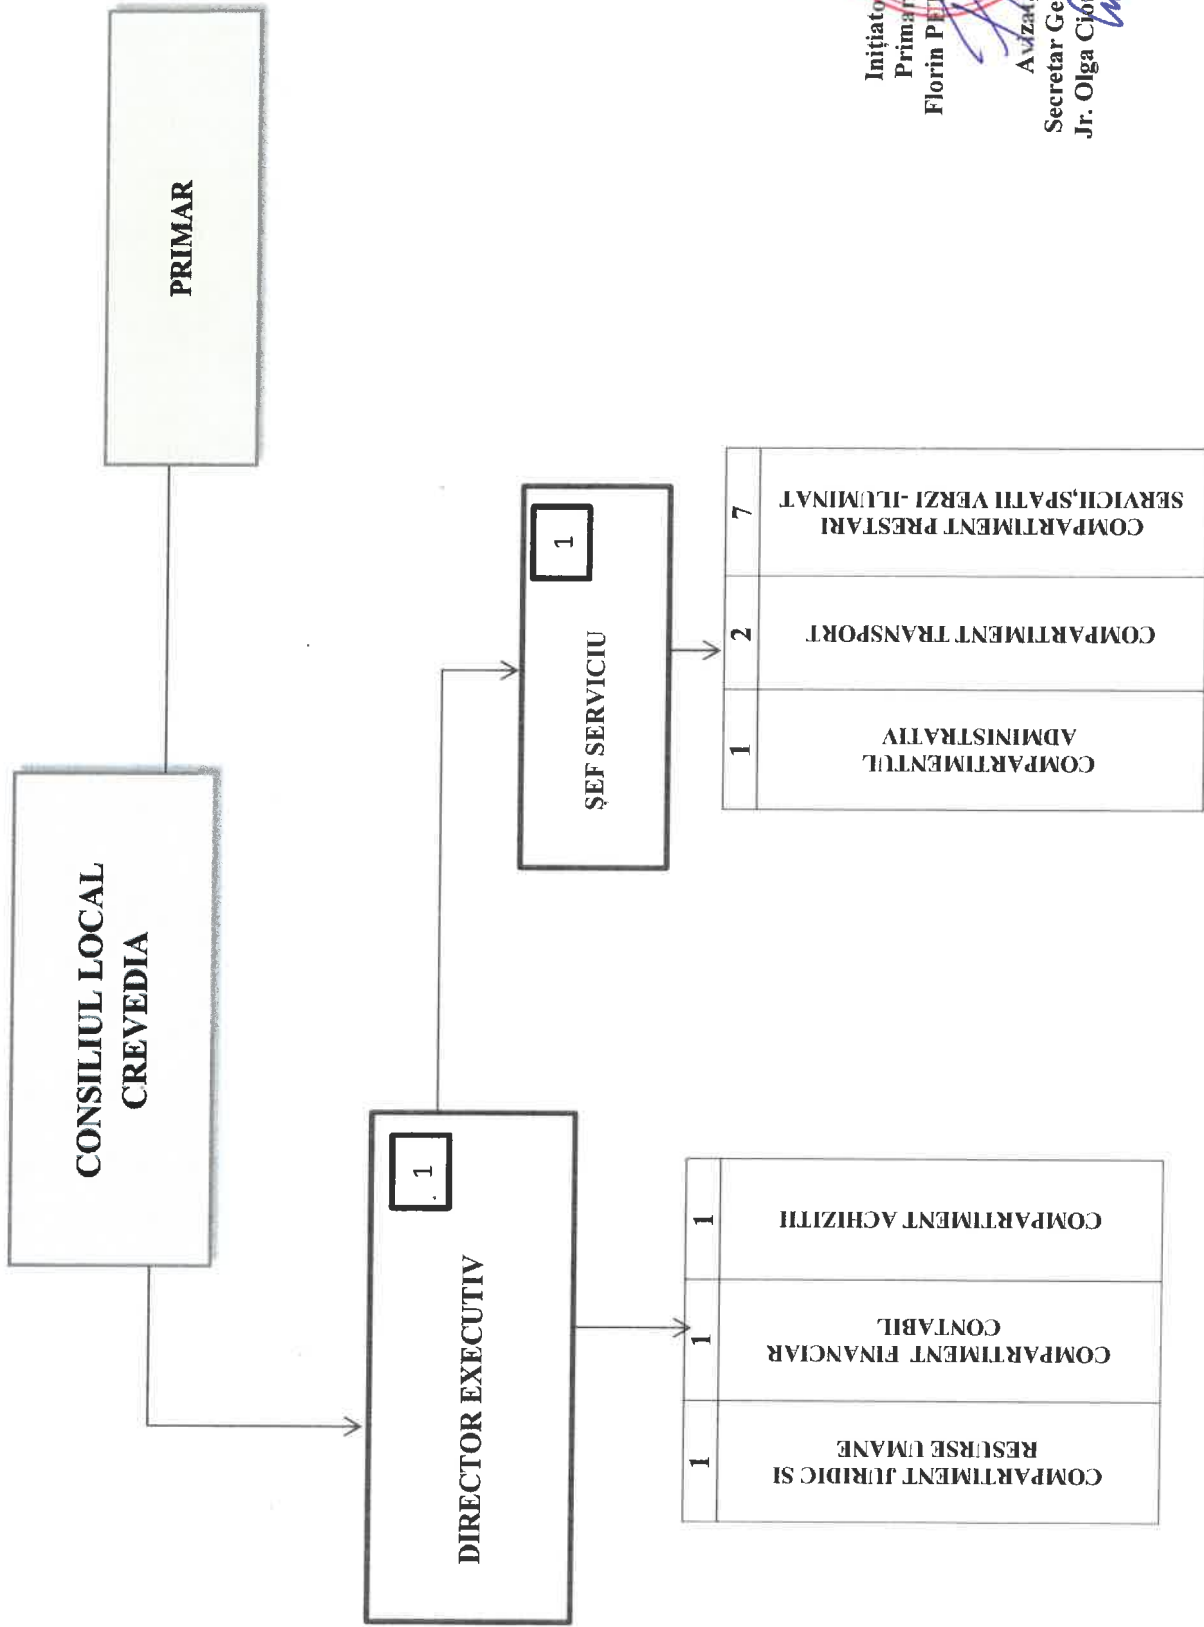 CONSILIUL LOCAL
CREVEDIA
PRIMAR
DIRECTOR EXECUTIV
1
ȘEF SERVICIU
1
1
COMPARTIMENT JURIDIC SI
RESURSE UMANE
1
COMPARTIMENT FINANCIAR
CONTABIL
1
COMPARTIMENT ACHIZITII
1
COMPARTIMENTUL
ADMINISTRATIV
2
COMPARTIMENT TRANSPORT
7
COMPARTIMENT PRESTARI
SERVICII,SPATII VERZI -ILUMINAT
Inițiato
Primar
Florin
Avizat
Secretar Ge
Jr. Olga